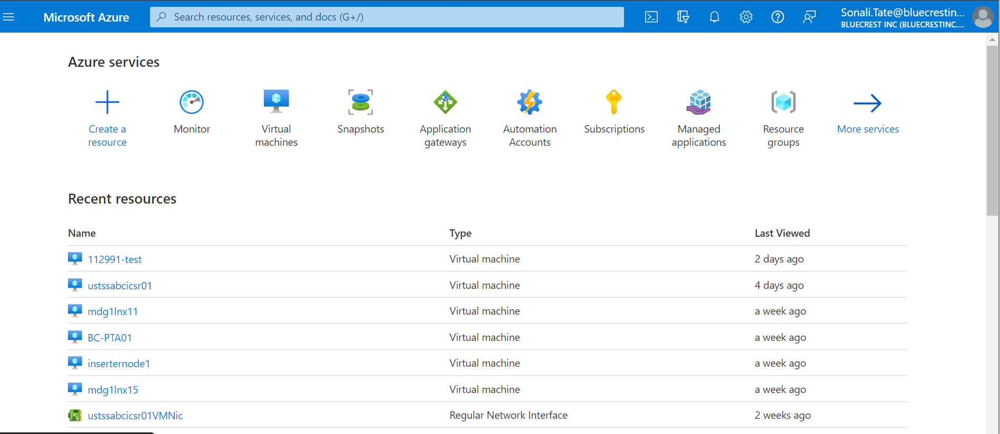 Microsoft Azure
Search resources, services, and docs (G+/)
Sonali.Tate@bluecrestin...
BLUECREST INC (BLUECRESTINC....
Azure services
Create a
resource
Monitor
Virtual
machines
Snapshots
Application
gateways
Automation
Accounts
Subscriptions
Managed
applications
Resource
groups
More services
Recent resources
Name Type Last Viewed
112991-test Virtual machine 2 days ago
ustssabcicsr01 Virtual machine 4 days ago
mdg1lnx11 Virtual machine a week ago
BC-PTA01 Virtual machine a week ago
inserternode1 Virtual machine a week ago
mdg1lnx15 Virtual machine a week ago
ustssabcicsr01VMNic Regular Network Interface 2 weeks ago